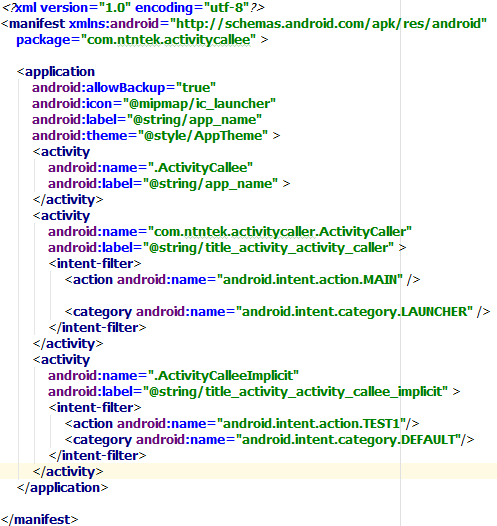 <?xml version="1.0" encoding="utf-8"?>
<manifest xmlns:android="http://schemas.android.com/apk/res/android"
    package="com.ntntek.activitycallee" >

    <application
        android:allowBackup="true"
        android:icon="@mipmap/ic_launcher"
        android:label="@string/app_name"
        android:theme="@style/AppTheme" >
        <activity
            android:name=".ActivityCallee"
            android:label="@string/app_name" >
        </activity>
        <activity
            android:name="com.ntntek.activitycaller.ActivityCaller"
            android:label="@string/title_activity_activity_caller" >
            <intent-filter>
                <action android:name="android.intent.action.MAIN" />

                <category android:name="android.intent.category.LAUNCHER" />
            </intent-filter>
        </activity>
        <activity
            android:name=".ActivityCalleeImplicit"
            android:label="@string/title_activity_activity_callee_implicit" >
            <intent-filter>
                <action android:name="android.intent.action.TEST1"/>
                <category android:name="android.intent.category.DEFAULT"/>
            </intent-filter>
        </activity>
    </application>

</manifest>